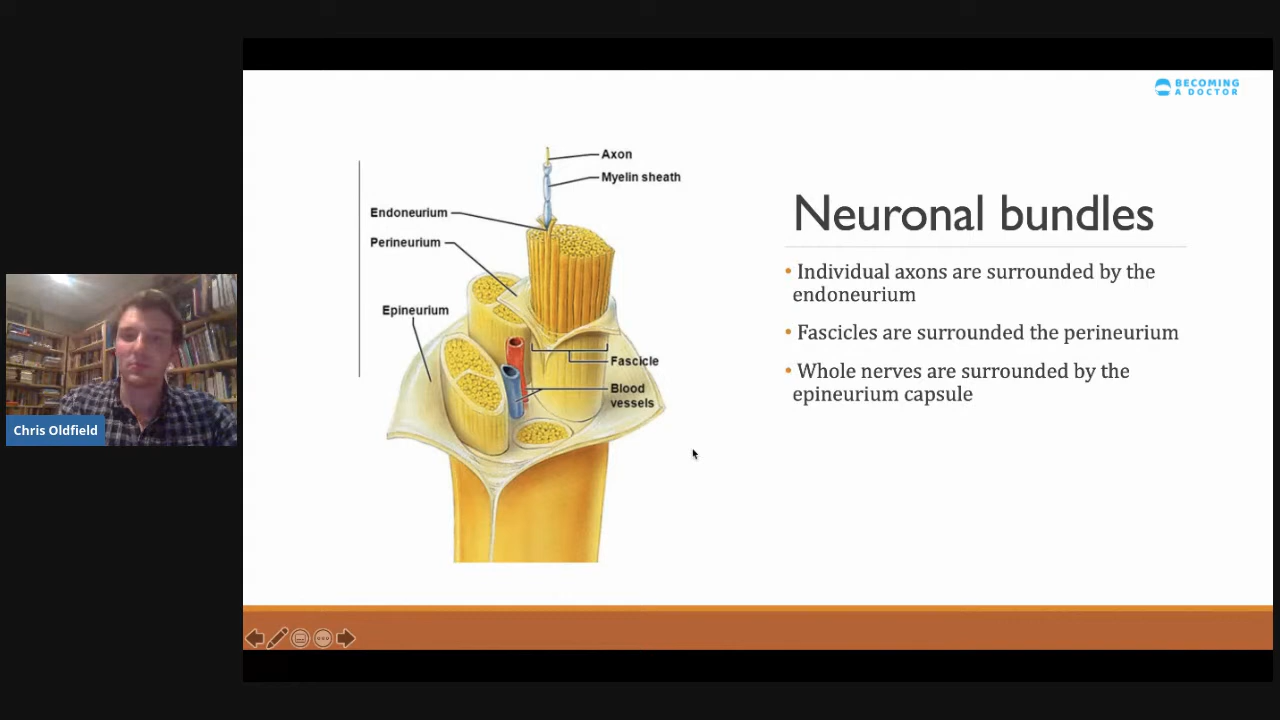 BECOMING
A DOCTOR
Axon
Myelin sheath
Endoneurium
Perineurium
Epineurium
Fascicle
Blood
vessels
Neuronal bundles
• Individual axons are surrounded by the
endoneurium
• Fascicles are surrounded the perineurium
• Whole nerves are surrounded by the
epineurium capsule
Chris Oldfield